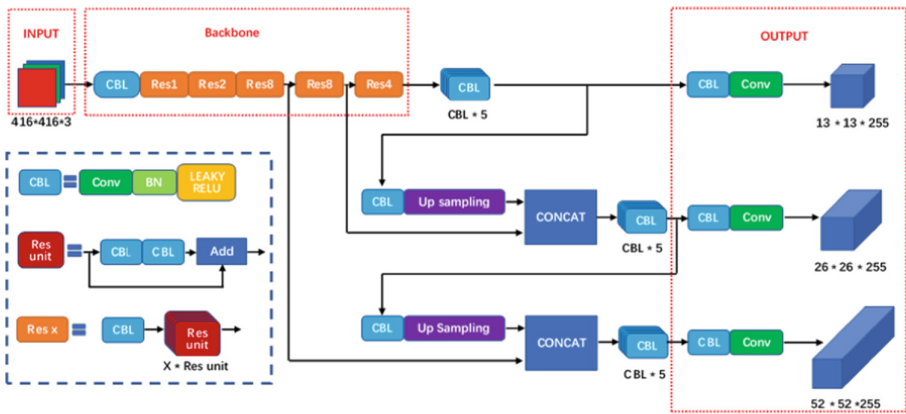 INPUT
Backbone
OUTPUT
CBL
Res1
Res2
Res8
Res8
Res4
CBL
CBL
Conv
416*416*3
CBL * 5
13 * 13 * 255
CBL
Conv
BN
LEAKY
RELU
CBL
Up sampling
CONCAT
CBL
CBL
Conv
CBL * 5
26 * 26 * 255
Res
unit
CBL
CBL
Add
Res x
CBL
Res
unit
X * Res unit
CBL
Up Sampling
CONCAT
CBL
CBL
Conv
CBL * 5
52 * 52 *255